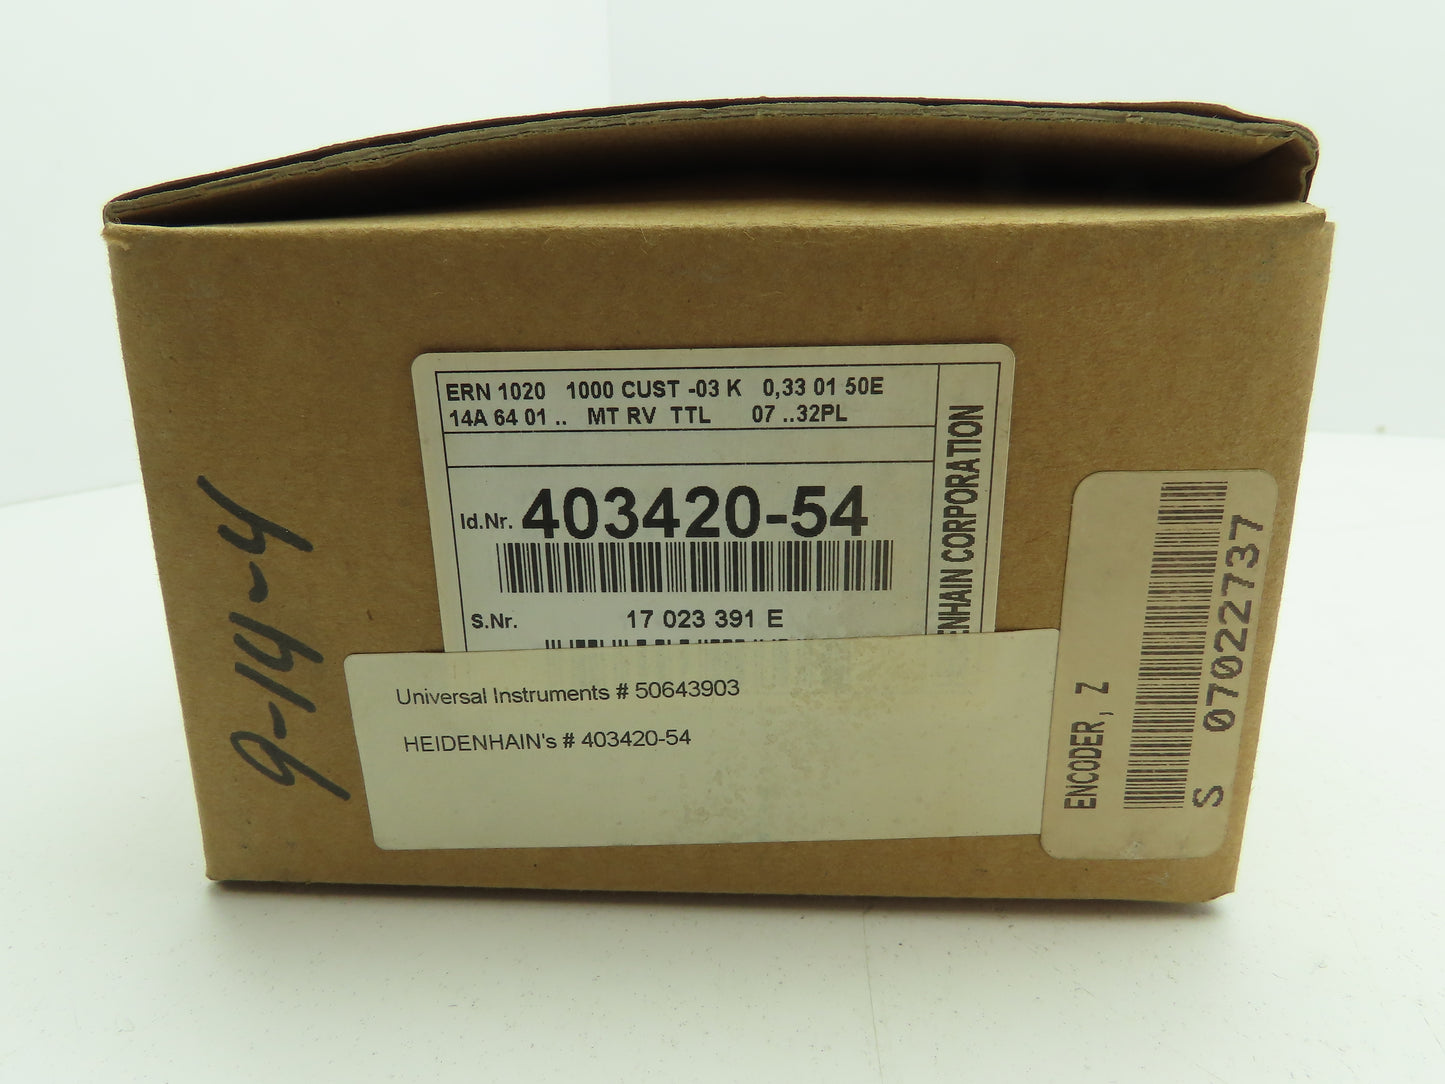 ERN 1020 1000 CUST -03 K 0,33 01 50E
14A 64 01 .. MT RV TTL 07 ..32PL
Id.Nr. 403420-54
S.Nr. 17 023 391 E
CORPORATION
Universal Instruments # 50643903
HEIDENHAIN's # 403420-54
ENCODER, Z
S 07022737
9-14-4